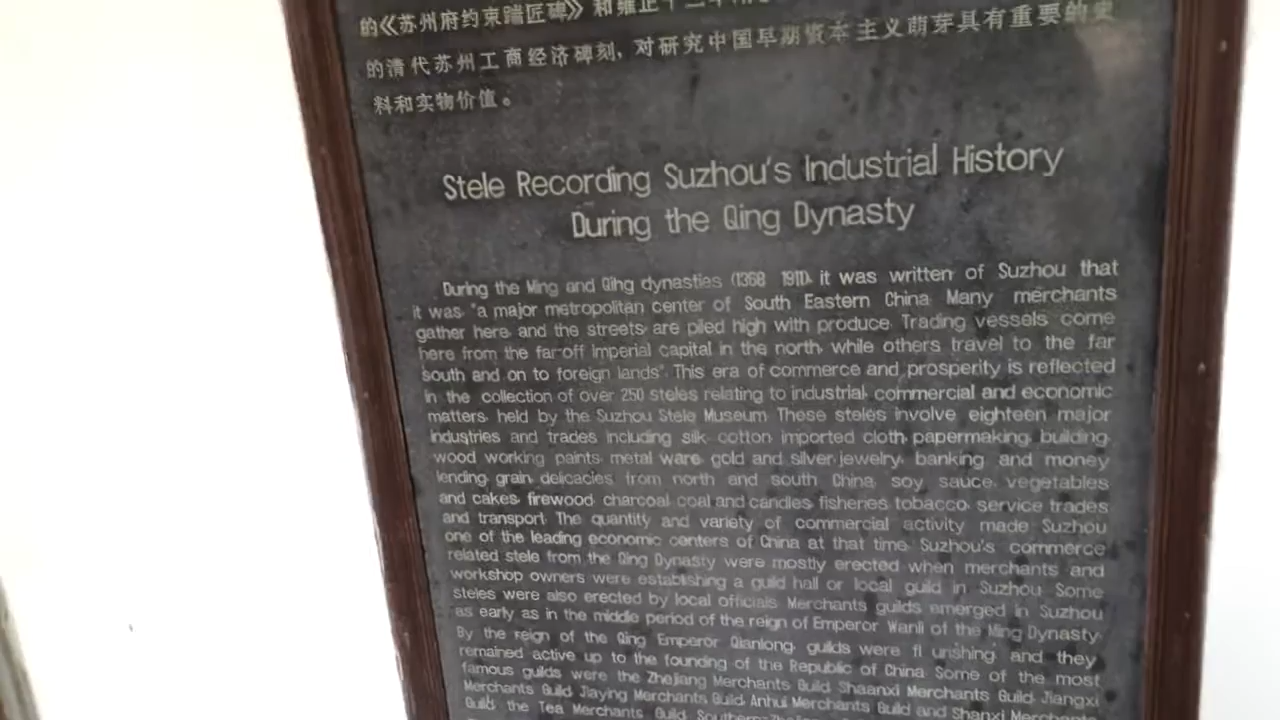 的《苏州府约束踹匠碑》和雍正十二年
的清代苏州工商经济碑刻，对研究中国早期资本主义萌芽具有重要的史
料和实物价值。
Stele Recording Suzhou's Industrial History
During the Qing Dynasty
During the Ming and Qing dynasties (1368 1911), it was written of Suzhou that
it was "a major metropolitan center of South Eastern China Many merchants
gather here, and the streets are piled high with produce. Trading vessels come
here from the far-off Imperial capital in the north, while others travel to the far
south and on to foreign lands". This era of commerce and prosperity is reflected
in the collection of over 250 steles relating to industrial, commercial and economic
matters, held by the Suzhou Stele Museum These steles involve eighteen major
industries and trades including silk, cotton, imported cloth, papermaking, building,
wood working, paints, metal ware, gold and silver jewelry, banking and money
lending, grain, delicacies from north and south China, soy sauce, vegetables
and cakes, firewood, charcoal, coal and candles, fisheries, tobacco, service trades
and transport. The quantity and variety of commercial activity made Suzhou
one of the leading economic centers of China at that time. Suzhou's commerce
related stele from the Qing Dynasty were mostly erected when merchants and
workshop owners were establishing a guild hall or local guild in Suzhou. Some
steles were also erected by local officials. Merchants guilds emerged in Suzhou
as early as in the middle period of the reign of Emperor Wanli of the Ming Dynasty.
By the reign of the Qing Emperor Qianlong, guilds were fl urishing, and they
remained active up to the founding of the Republic of China. Some of the most
famous guilds were the Zhejiang Merchants Guild, Shaanxi Merchants Guild, Jiangxi
Merchants Guild, Jiaying Merchants Guild, Anhui Merchants Guild and Shanxi Merchants
Guild, the Tea Merchants Guild,